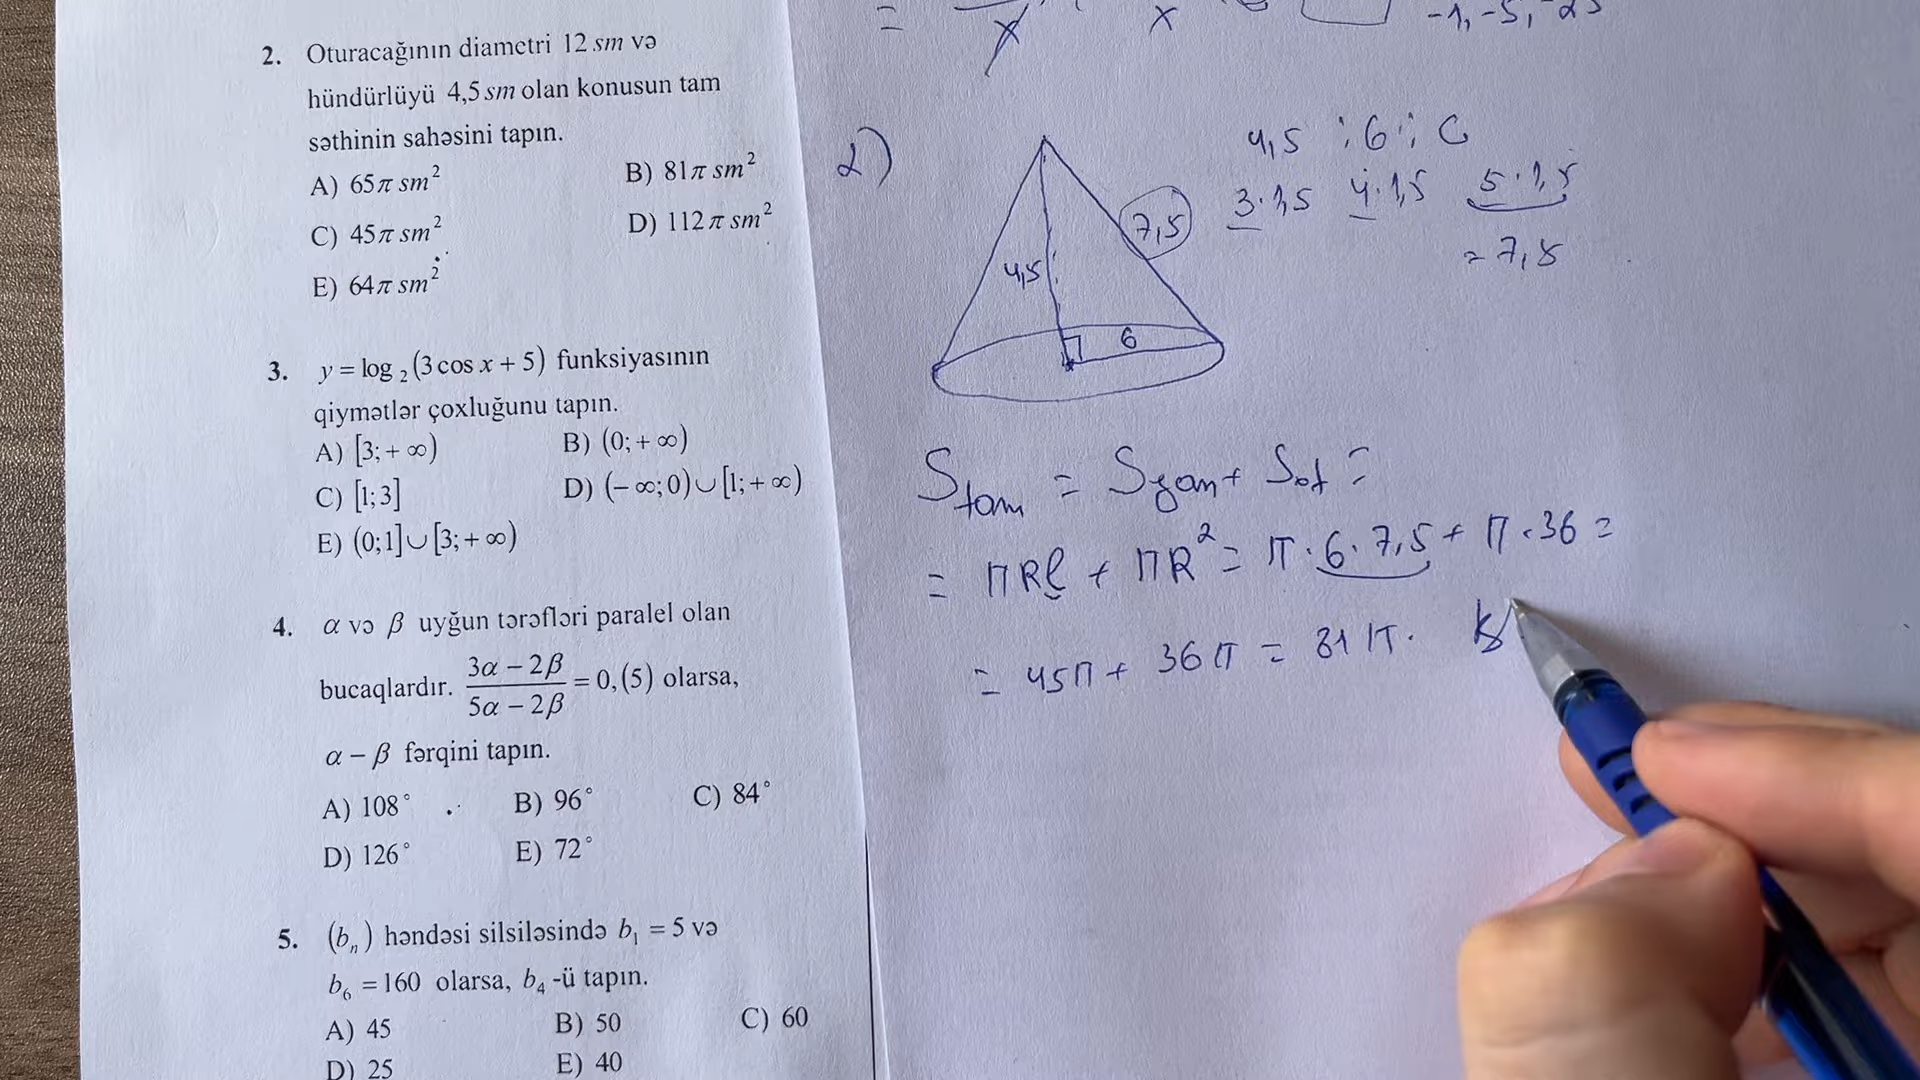 2. Oturacağının diametri 12 sm və
hündürlüyü 4,5 sm olan konusun tam
səthinin sahəsini tapın.
A) 65π sm²
B) 81π sm²
C) 45π sm²
D) 112π sm²
E) 64π sm²
3. y = log₂(3 cos x + 5) funksiyasının
qiymətlər çoxluğunu tapın.
A) [3; + ∞)
B) (0; + ∞)
C) [1; 3]
D) (− ∞; 0) ∪ [1; + ∞)
E) (0; 1] ∪ [3; + ∞)
4. α və β uyğun tərəfləri paralel olan
bucaqlardır. (3α − 2β)/(5α − 2β) = 0,(5) olarsa,
α − β fərqini tapın.
A) 108°
B) 96°
C) 84°
D) 126°
E) 72°
5. (bₙ) həndəsi silsiləsində b₁ = 5 və
b₆ = 160 olarsa, b₄ -ü tapın.
A) 45
B) 50
C) 60
D) 25
E) 40
=
x
x
2)
4,5 ; 6 ;
3·1,5 4·1,5 5·1,5
= 7,5
7,5
4,5
6
Stam = Syan + Sot =
= πRℓ + πR² = π·6·7,5 + π·36 =
= 45π + 36π = 81π.